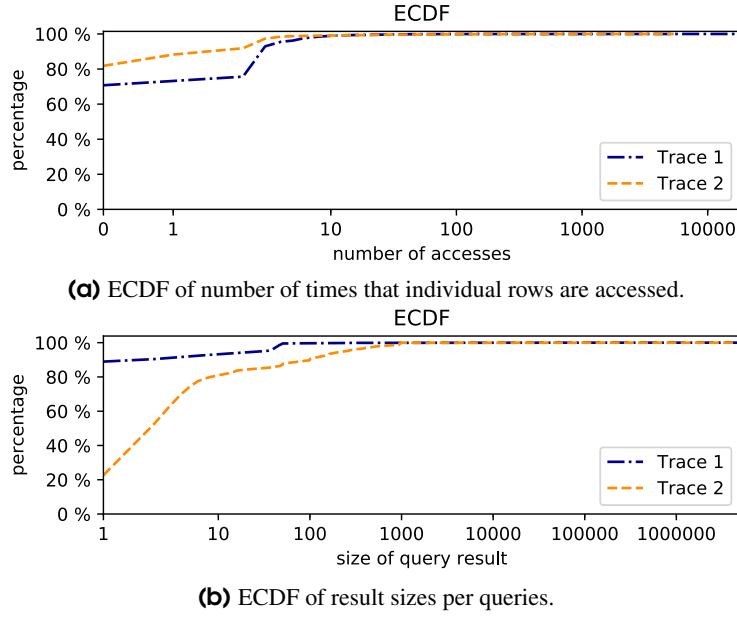 ECDF
100 %
80 %
60 %
40 %
20 %
0 %
percentage
Trace 1
Trace 2
0 1 10 100 1000 10000
number of accesses
(a) ECDF of number of times that individual rows are accessed.
ECDF
100 %
80 %
60 %
40 %
20 %
0 %
percentage
Trace 1
Trace 2
1 10 100 1000 10000 100000 1000000
size of query result
(b) ECDF of result sizes per queries.